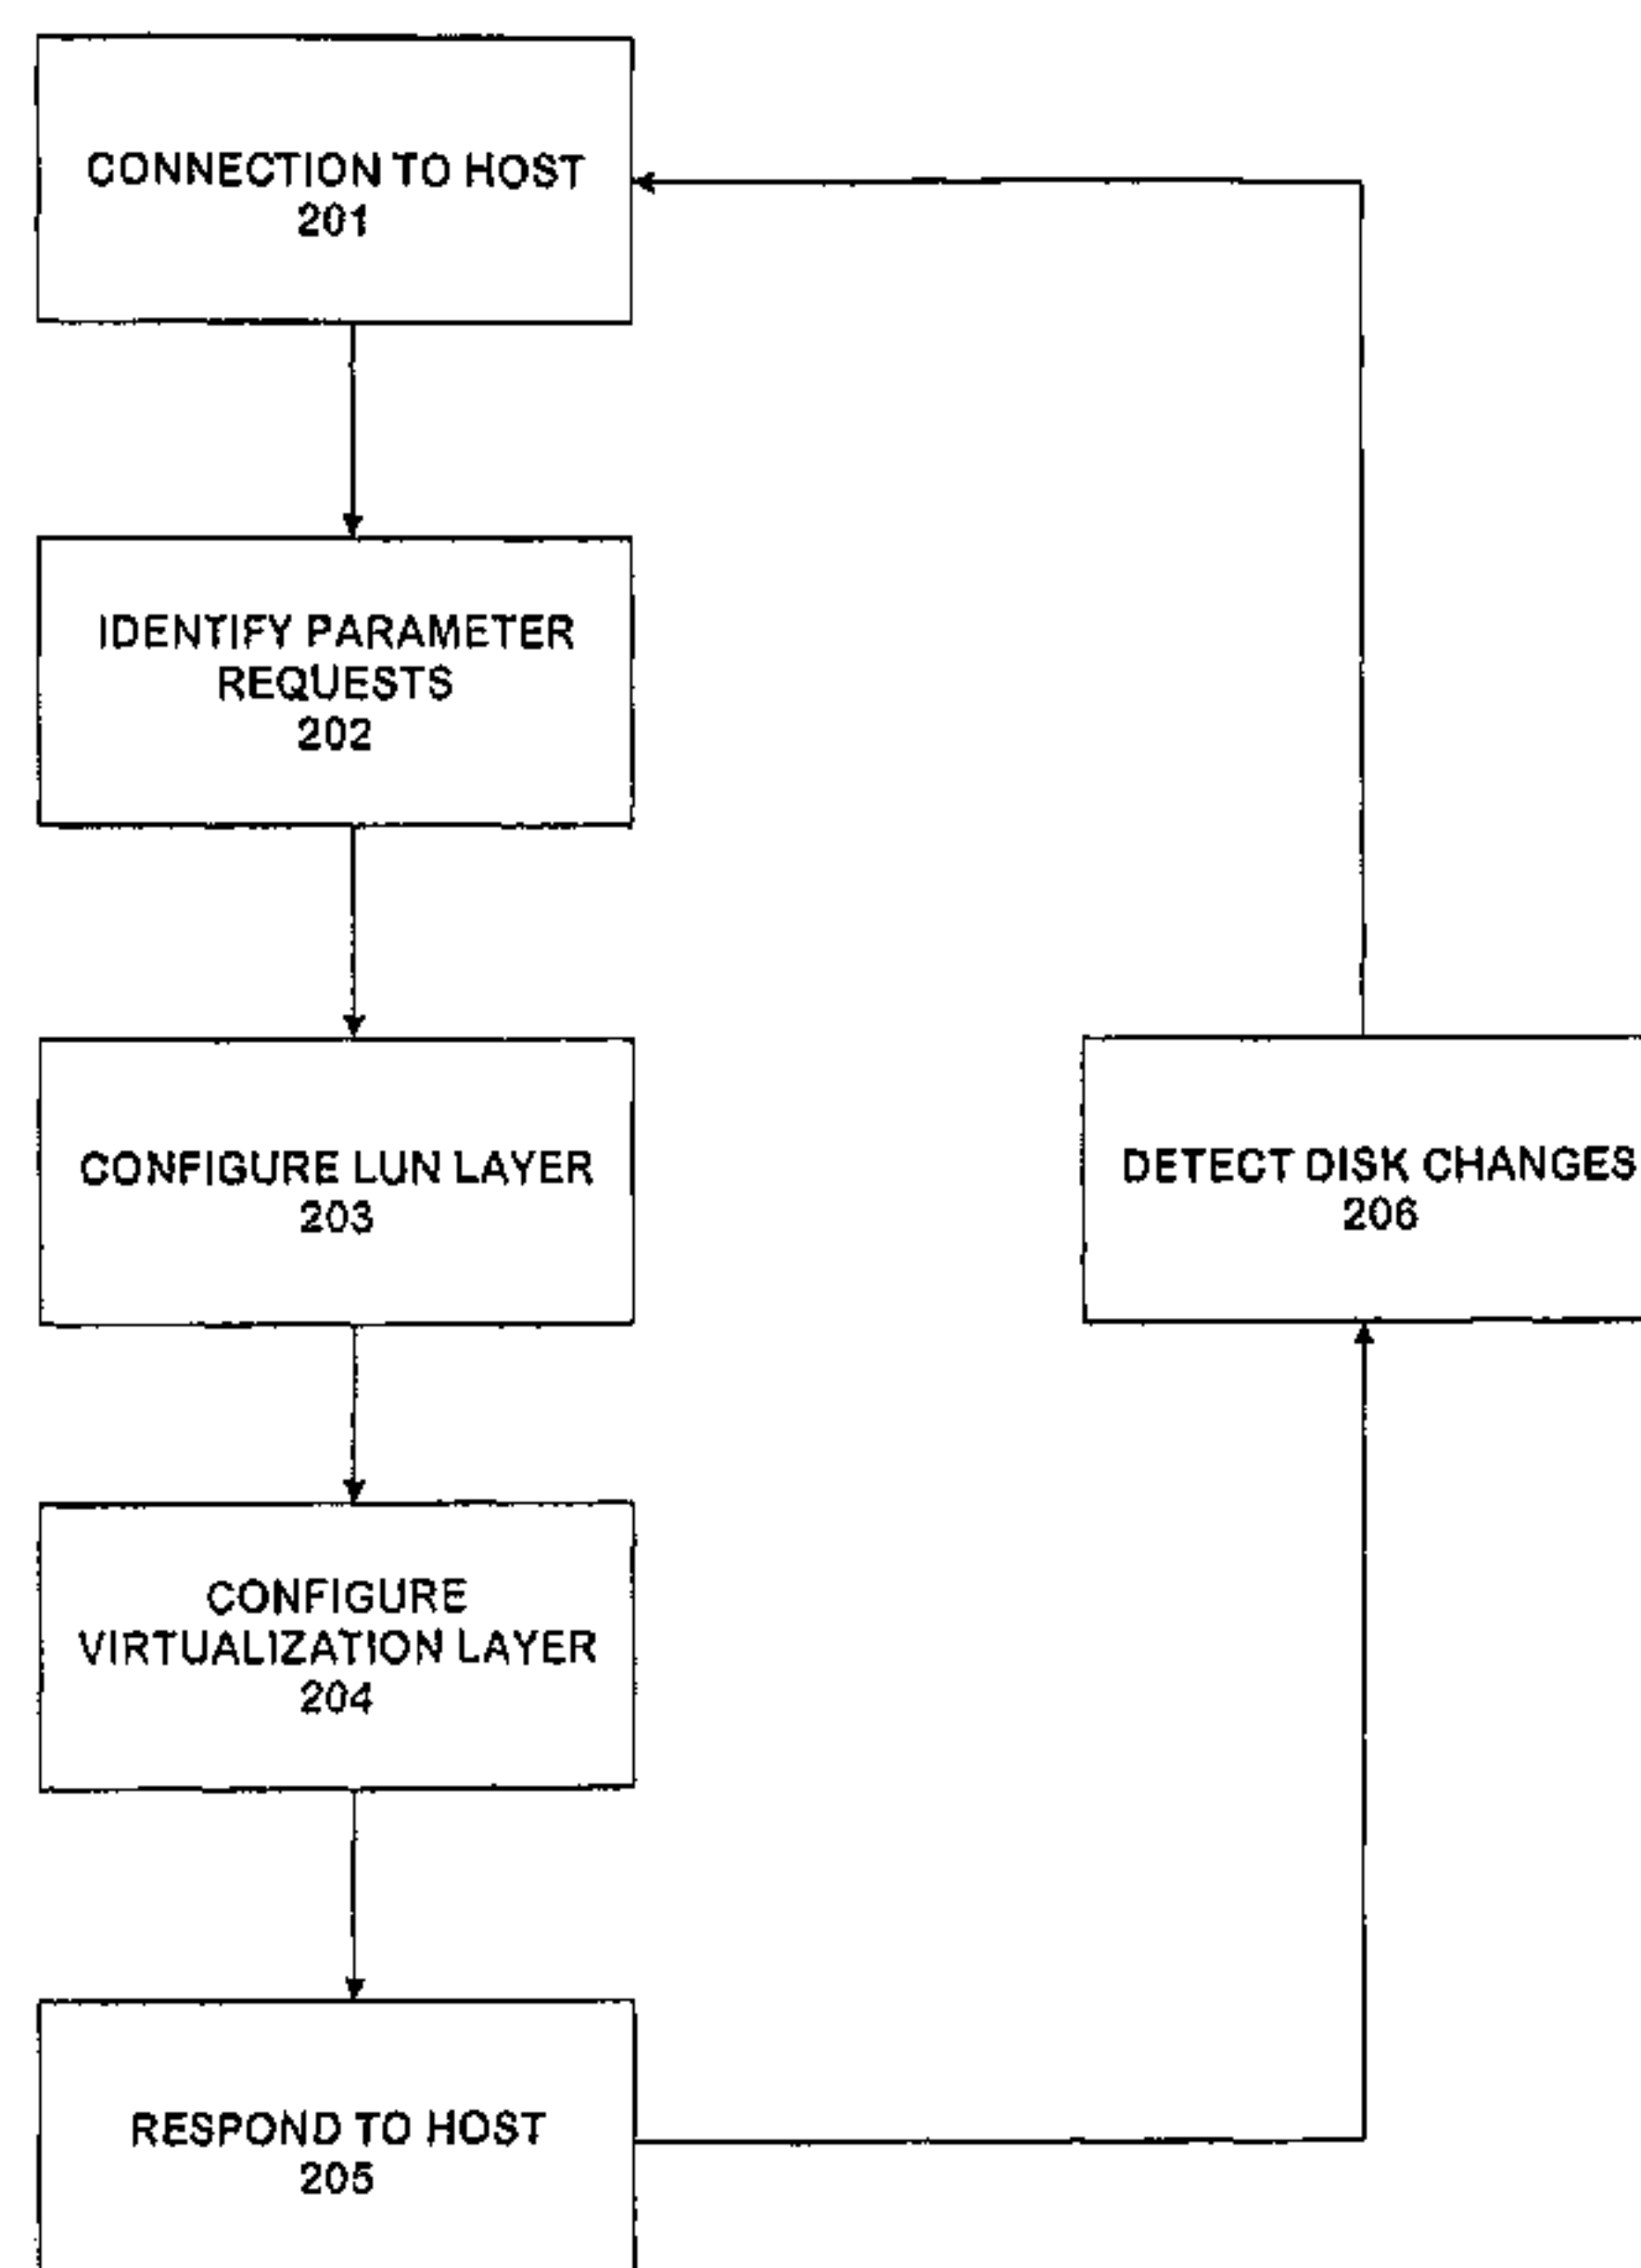 CONNECTION TO HOST
201
IDENTIFY PARAMETER
REQUESTS
202
CONFIGURE LUN LAYER
203
DETECT DISK CHANGES
206
CONFIGURE
VIRTUALIZATION LAYER
204
RESPOND TO HOST
205